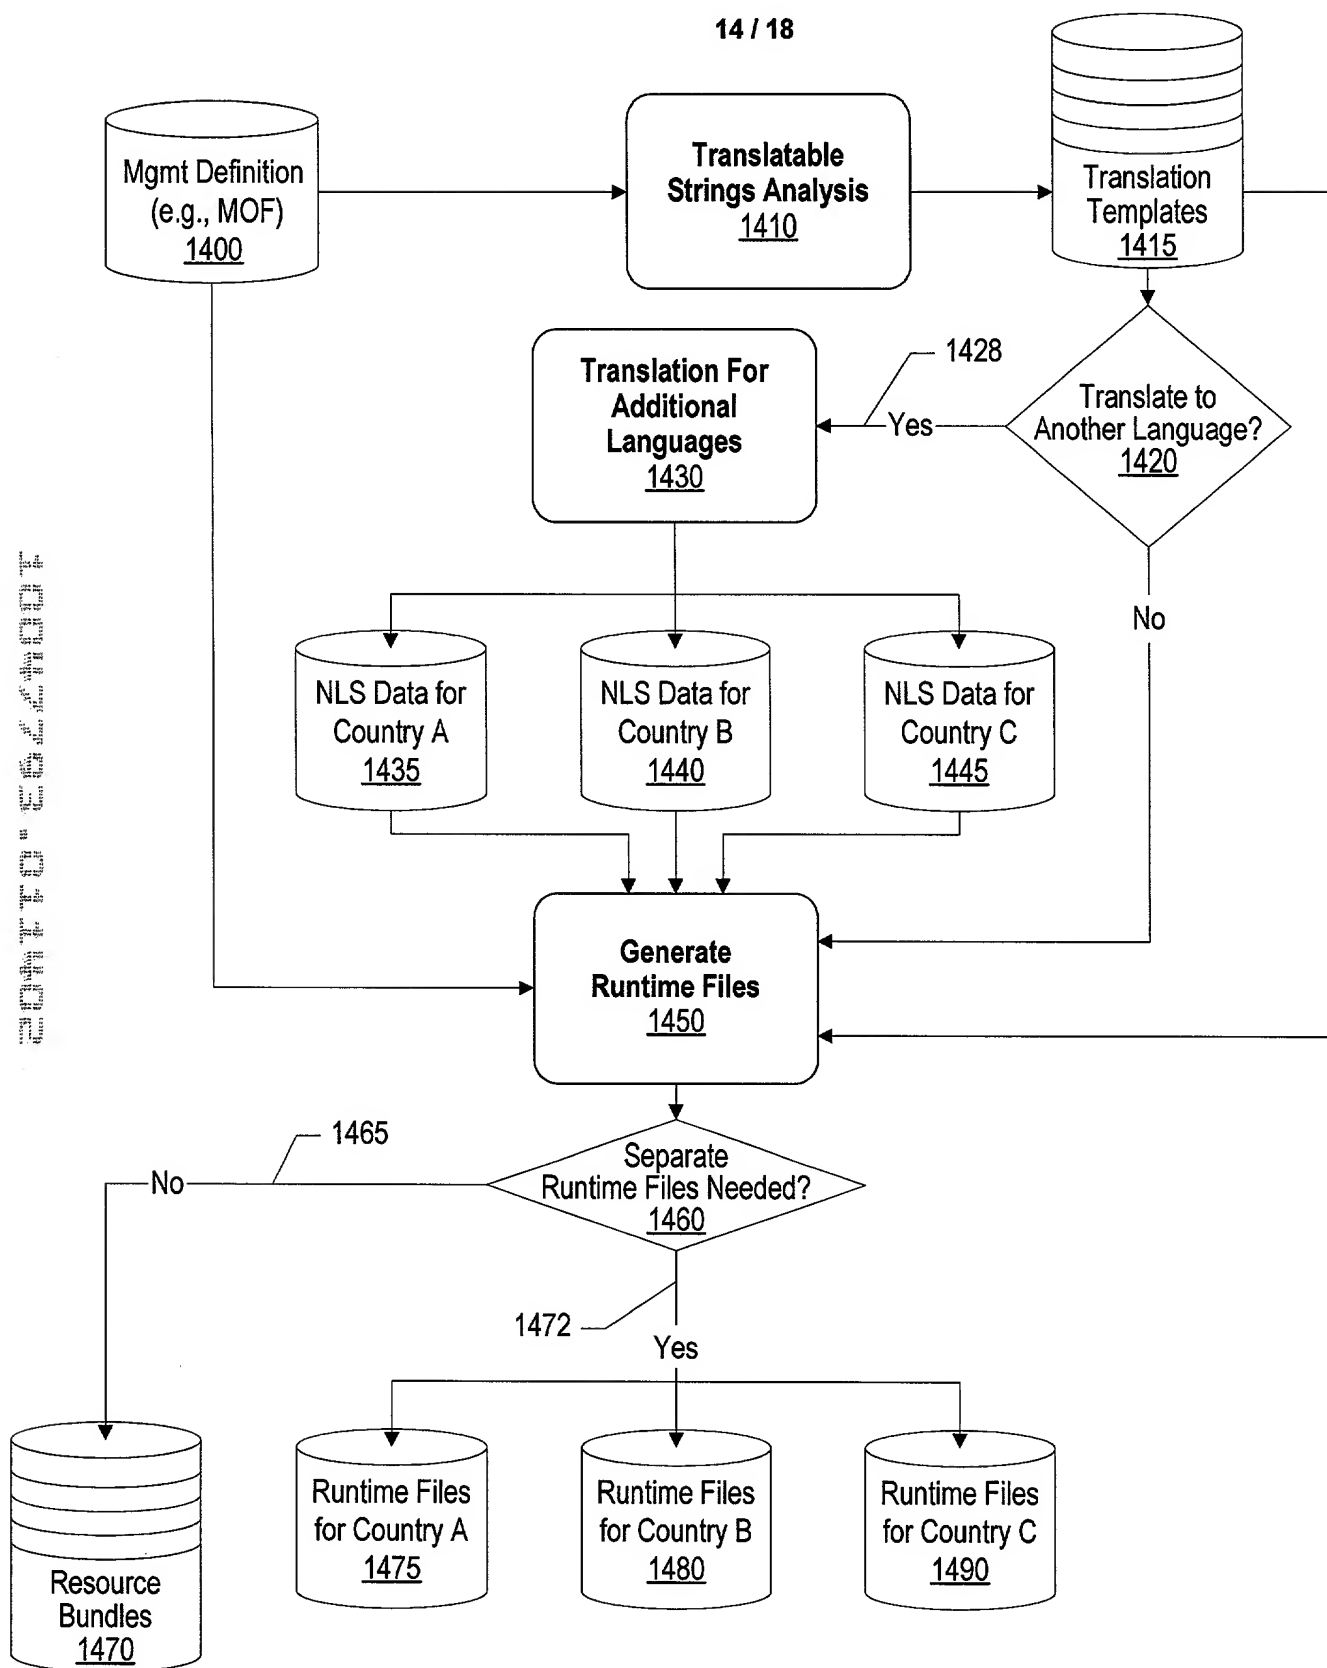 14 / 18
Mgmt Definition
(e.g., MOF)
1400
Translatable
Strings Analysis
1410
Translation
Templates
1415
1428
Translation For
Additional
Languages
1430
Yes
Translate to
Another Language?
1420
No
NLS Data for
Country A
1435
NLS Data for
Country B
1440
NLS Data for
Country C
1445
Generate
Runtime Files
1450
1465
No
Separate
Runtime Files Needed?
1460
1472
Yes
Resource
Bundles
1470
Runtime Files
for Country A
1475
Runtime Files
for Country B
1480
Runtime Files
for Country C
1490